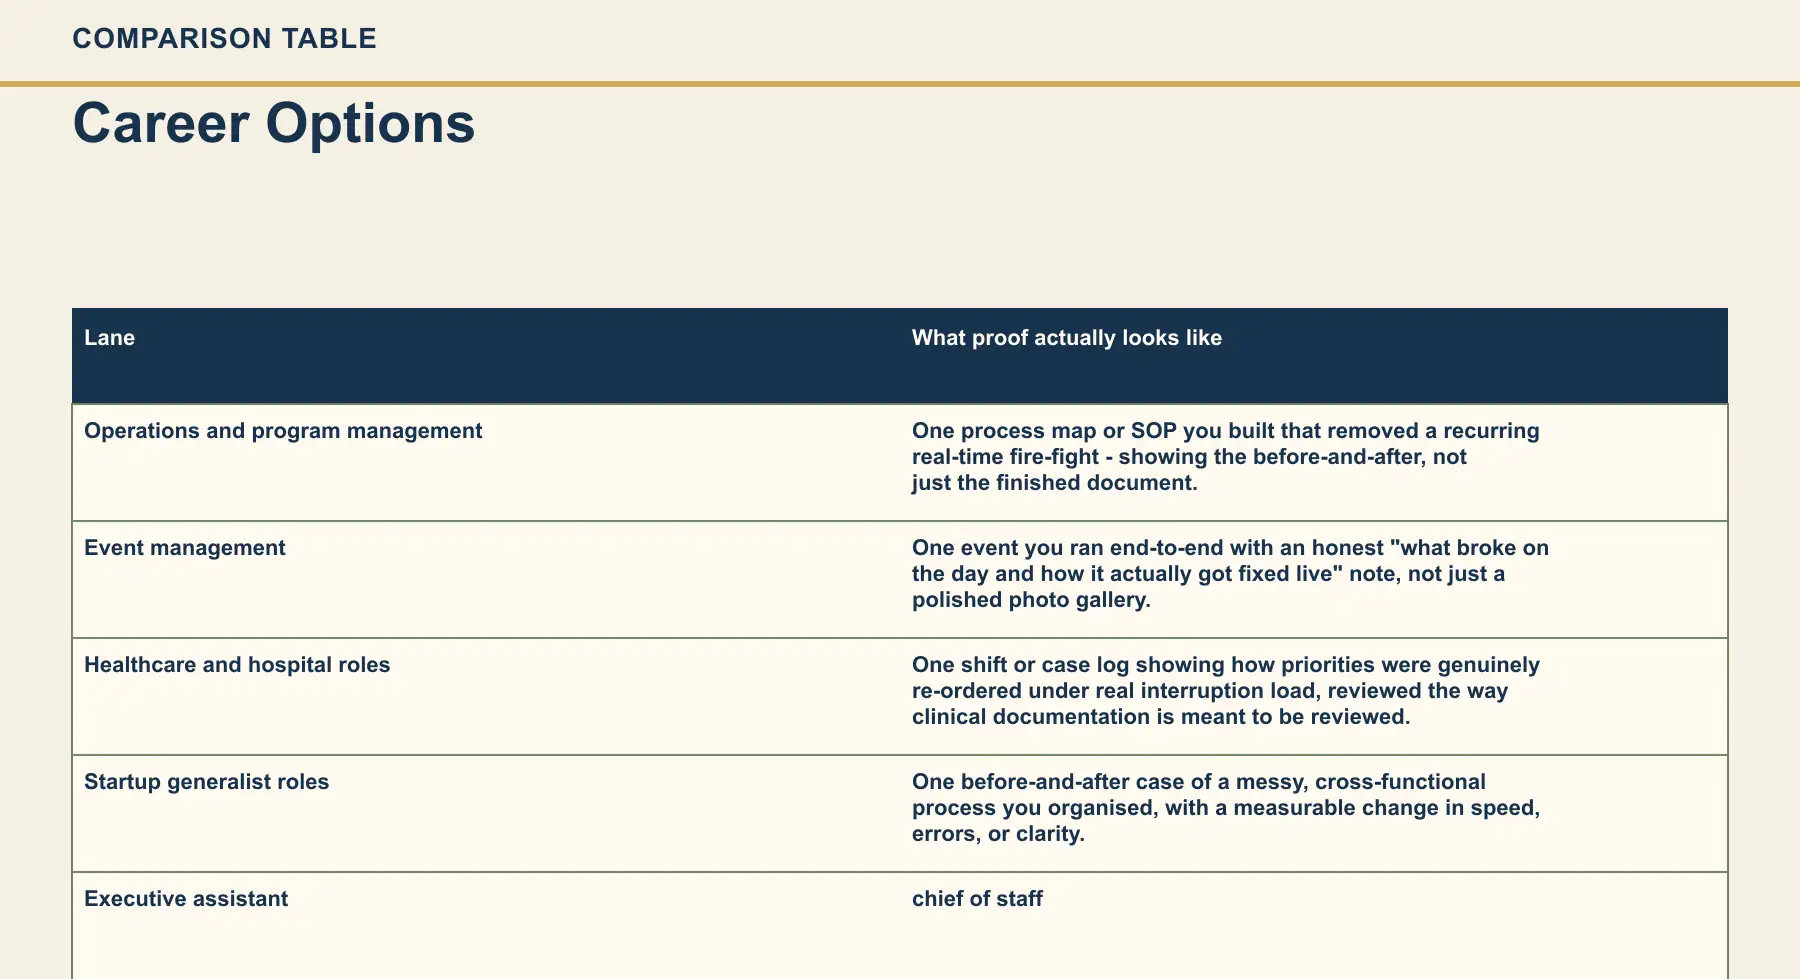 COMPARISON TABLE
Career Options
Lane
What proof actually looks like
Operations and program management
One process map or SOP you built that removed a recurring
real-time fire-fight - showing the before-and-after, not
just the finished document.
Event management
One event you ran end-to-end with an honest "what broke on
the day and how it actually got fixed live" note, not just a
polished photo gallery.
Healthcare and hospital roles
One shift or case log showing how priorities were genuinely
re-ordered under real interruption load, reviewed the way
clinical documentation is meant to be reviewed.
Startup generalist roles
One before-and-after case of a messy, cross-functional
process you organised, with a measurable change in speed,
errors, or clarity.
Executive assistant
chief of staff